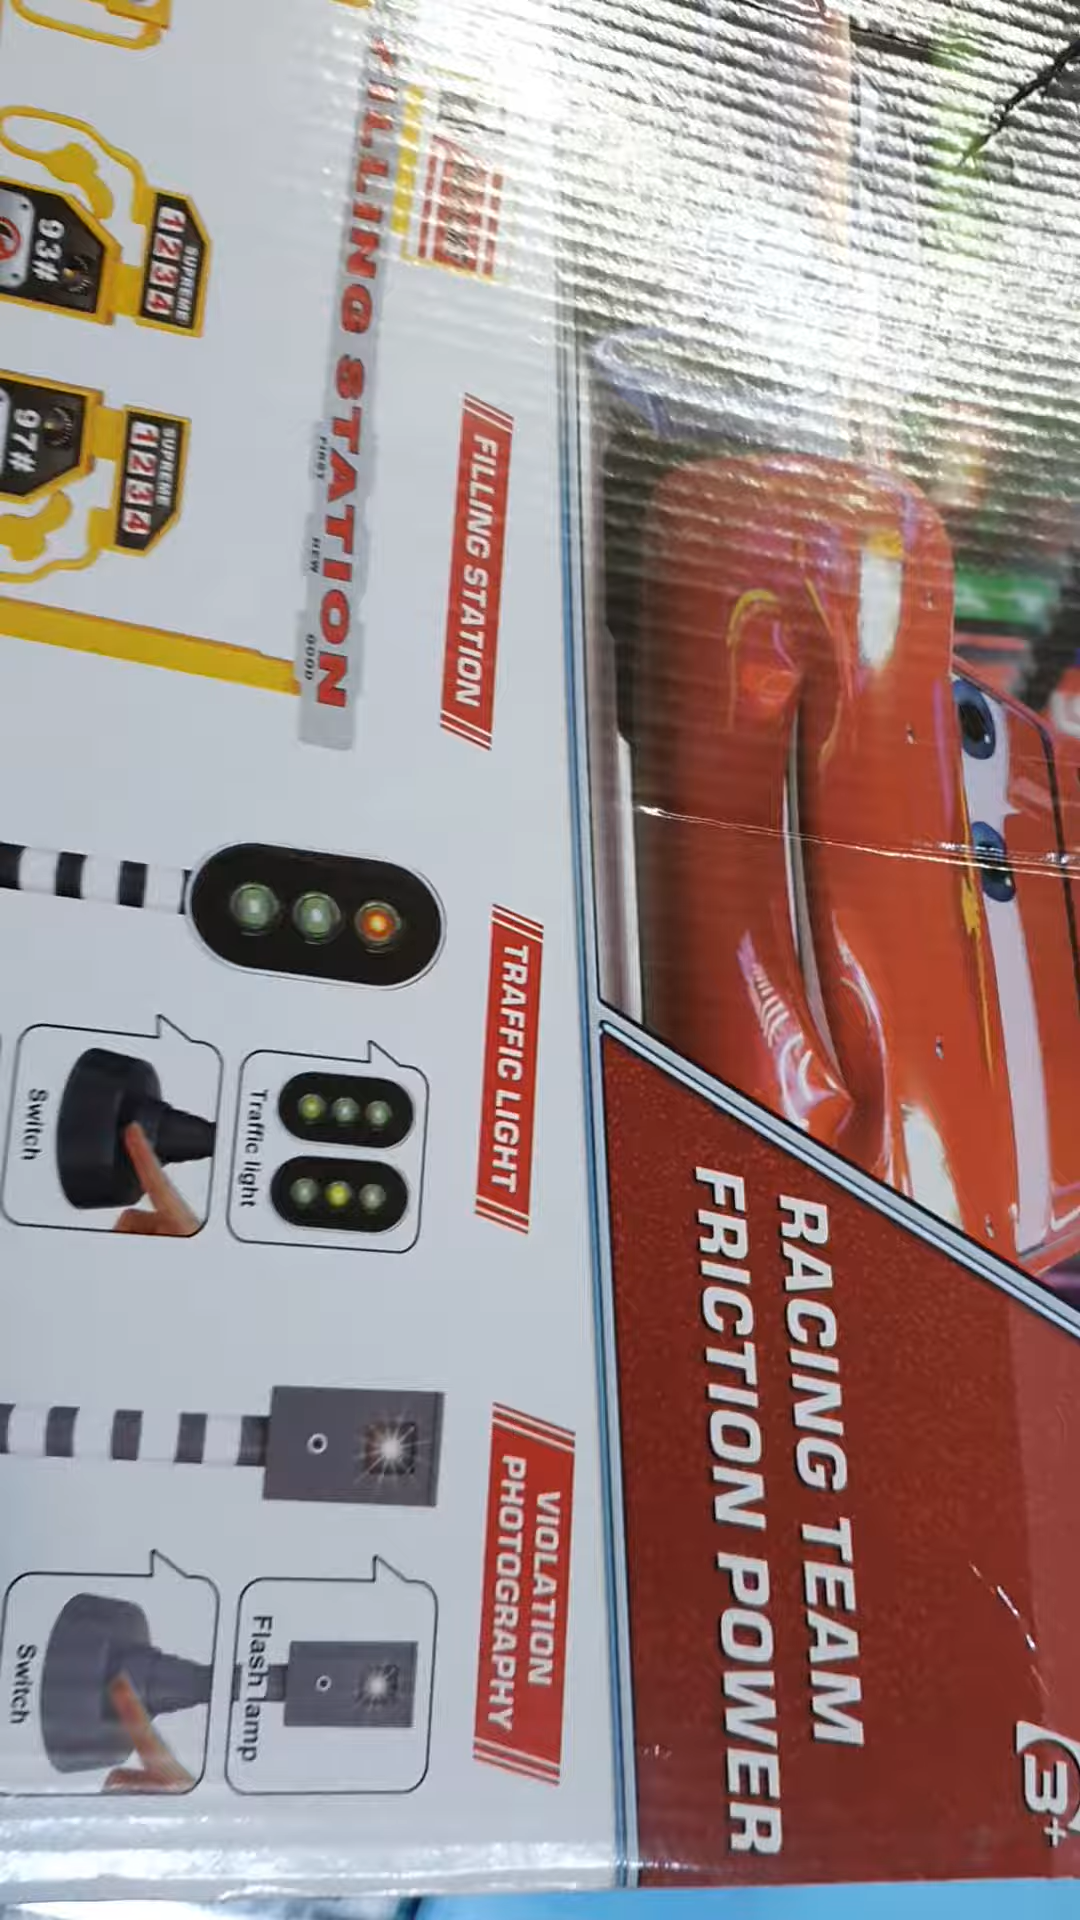 RACING TEAM
FRICTION POWER
3+
FILLING STATION
TRAFFIC LIGHT
VIOLATION
PHOTOGRAPHY
FILLING STATION
FIRST
NEW
GOOD
SUPREME
1234
93#
SUPREME
1234
97#
Traffic light
Switch
Flash lamp
Switch